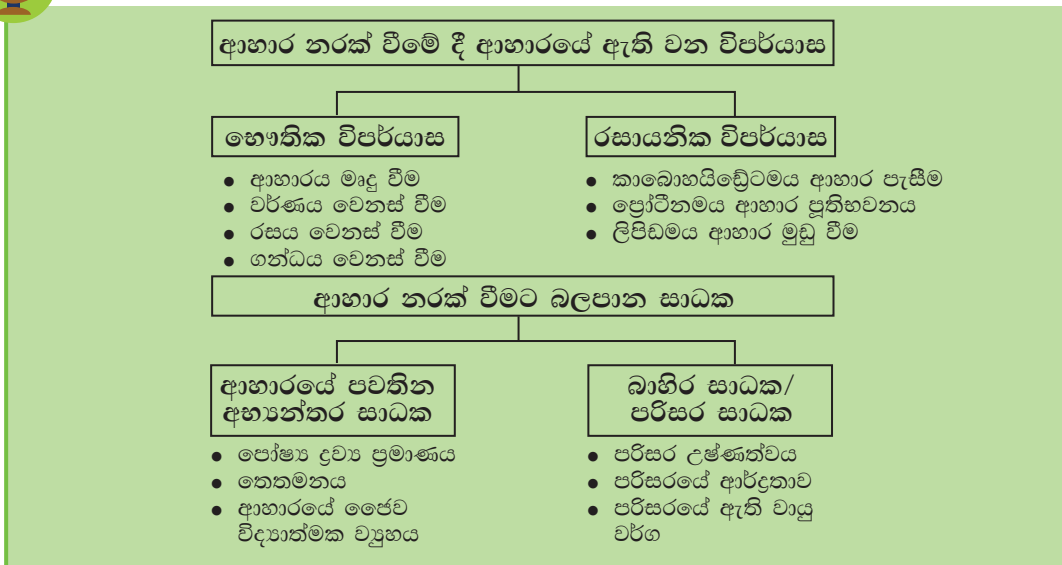 ආහාර නරක් වීමේ දී ආහාරයේ ඇති වන විපර්යාස
භෞතික විපර්යාස
ආහාරය මෘදු වීම
වර්ණය වෙනස් වීම
රසය වෙනස් වීම
ගන්ධය වෙනස් වීම
රසායනික විපර්යාස
කාබොහයිඩ්‍රේටමය ආහාර පැසීම
ප්‍රෝටීනමය ආහාර පූතිභවනය
ලිපිඩමය ආහාර මුඩු වීම
ආහාර නරක් වීමට බලපාන සාධක
ආහාරයේ පවතින
අභ්‍යන්තර සාධක
පෝෂ්‍ය ද්‍රව්‍ය ප්‍රමාණය
තෙතමනය
ආහාරයේ ජෛව
විද්‍යාත්මක ව්‍යුහය
බාහිර සාධක/
පරිසර සාධක
පරිසර උෂ්ණත්වය
පරිසරයේ ආර්ද්‍රතාව
පරිසරයේ ඇති වායු
වර්ග